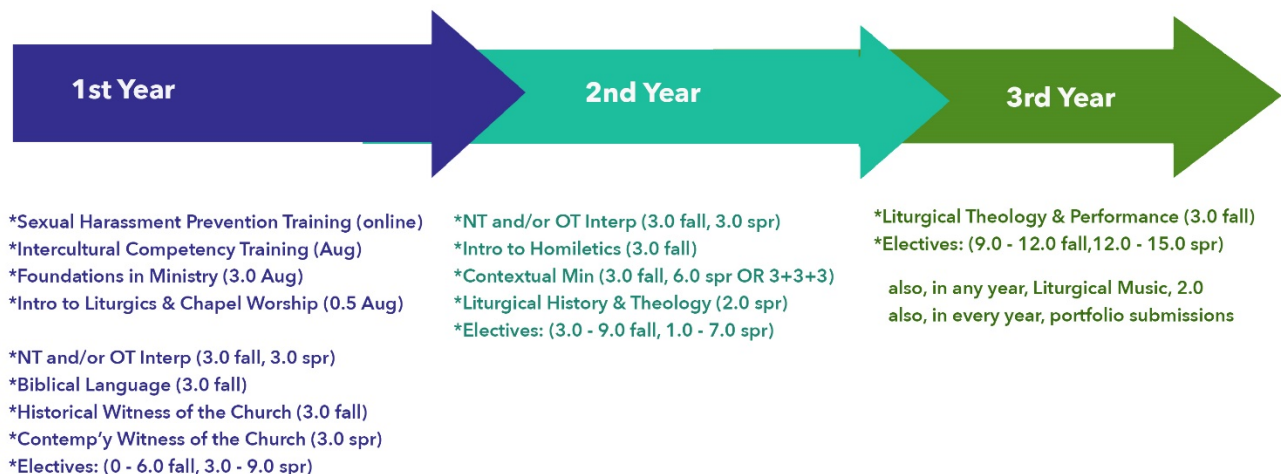 1st Year
2nd Year
3rd Year
*Sexual Harassment Prevention Training (online)
*Intercultural Competency Training (Aug)
*Foundations in Ministry (3.0 Aug)
*Intro to Liturgics & Chapel Worship (0.5 Aug)
*NT and/or OT Interp (3.0 fall, 3.0 spr)
*Biblical Language (3.0 fall)
*Historical Witness of the Church (3.0 fall)
*Contemp'y Witness of the Church (3.0 spr)
*Electives: (0 - 6.0 fall, 3.0 - 9.0 spr)
*NT and/or OT Interp (3.0 fall, 3.0 spr)
*Intro to Homiletics (3.0 fall)
*Contextual Min (3.0 fall, 6.0 spr OR 3+3+3)
*Liturgical History & Theology (2.0 spr)
*Electives: (3.0 - 9.0 fall, 1.0 - 7.0 spr)
*Liturgical Theology & Performance (3.0 fall)
*Electives: (9.0 - 12.0 fall,12.0 - 15.0 spr)
also, in any year, Liturgical Music, 2.0
also, in every year, portfolio submissions